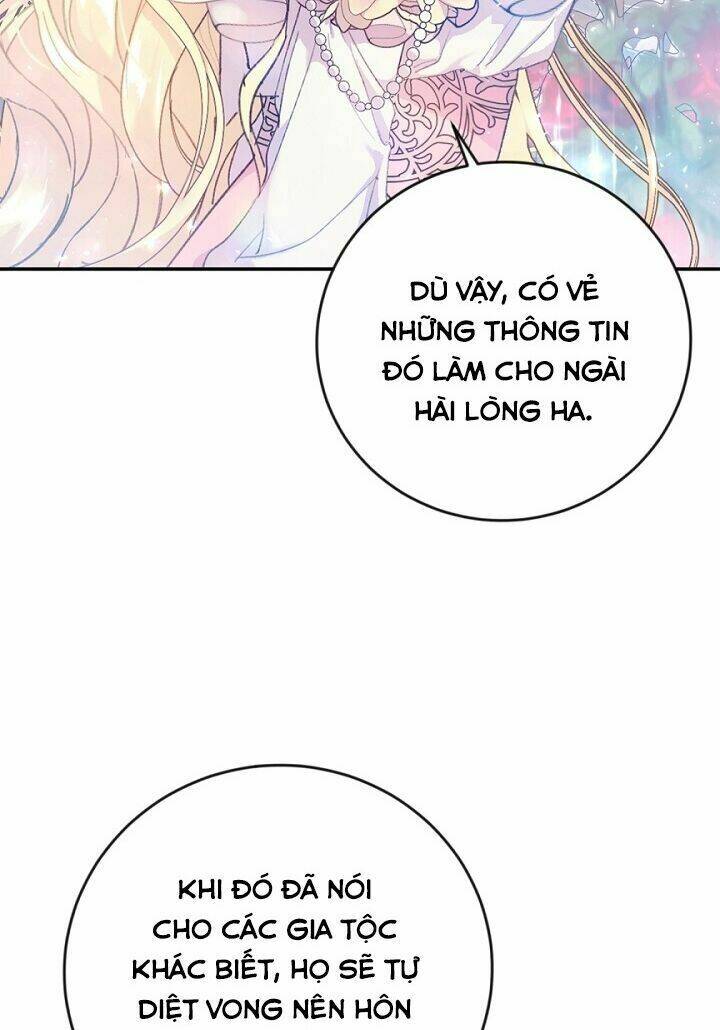 DÙ VẬY, CÓ VẺ
NHỮNG THÔNG TIN
ĐÓ LÀM CHO NGÀI
HÀI LÒNG HA.
KHI ĐÓ ĐÃ NÓI
CHO CÁC GIA TỘC
KHÁC BIẾT, HỌ SẼ TỰ
DIỆT VONG NÊN HÔN